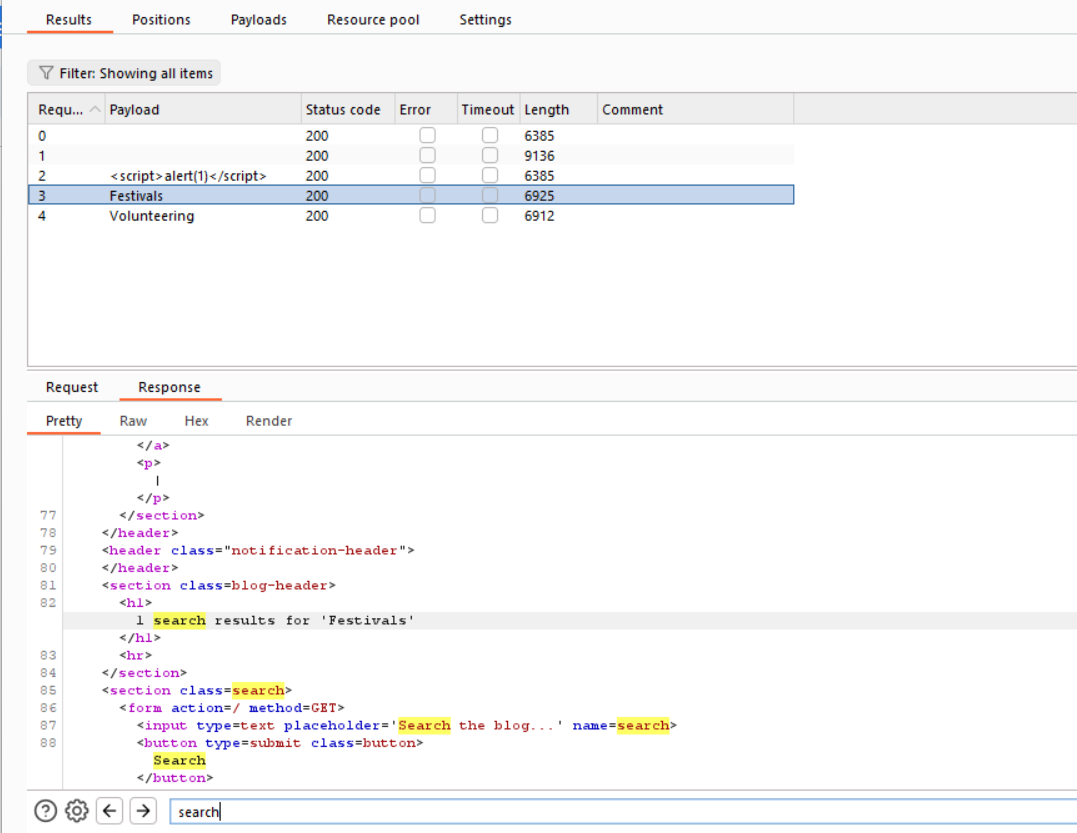 Results Positions Payloads Resource pool Settings
Filter: Showing all items
Requ... Payload Status code Error Timeout Length Comment
0 200 6385
1 200 9136
2 <script>alert(1)</script> 200 6385
3 Festivals 200 6925
4 Volunteering 200 6912
Request Response
Pretty Raw Hex Render
</a>
<p>
|
</p>
77 </section>
78 </header>
79 <header class="notification-header">
80 </header>
81 <section class=blog-header>
82 <h1>
1 search results for 'Festivals'
</h1>
83 <hr>
84 </section>
85 <section class=search>
86 <form action=/ method=GET>
87 <input type=text placeholder='Search the blog...' name=search>
88 <button type=submit class=button>
Search
</button>
search